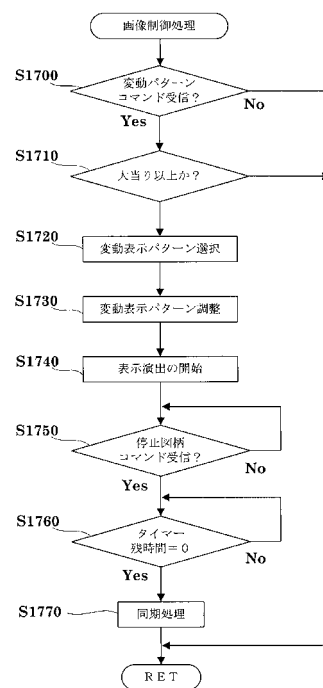 画像制御処理
S1700
変動パターン
コマンド受信？
No
Yes
S1710
大当り以上か？
S1720
変動表示パターン選択
S1730
変動表示パターン調整
S1740
表示演出の開始
S1750
停止図柄
コマンド受信？
No
Yes
S1760
タイマー
残時間＝０
No
Yes
S1770
同期処理
ＲＥＴ